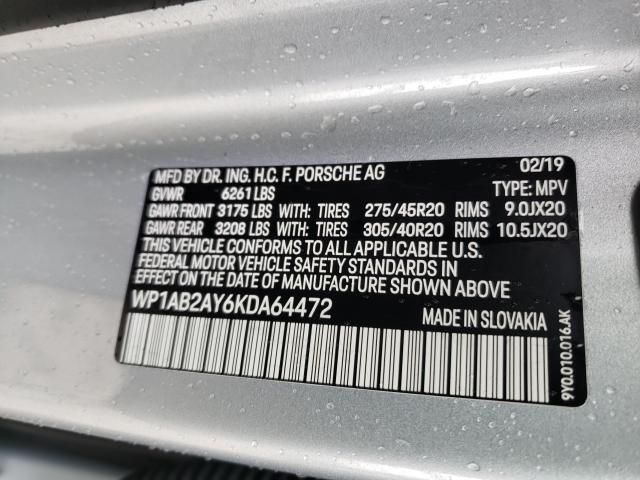 MFD BY DR. ING. H.C. F. PORSCHE AG 02/19
GVWR 6261 LBS TYPE: MPV
GAWR FRONT 3175 LBS WITH: TIRES 275/45R20 RIMS 9.0JX20
GAWR REAR 3208 LBS WITH: TIRES 305/40R20 RIMS 10.5JX20
THIS VEHICLE CONFORMS TO ALL APPLICABLE U.S.
FEDERAL MOTOR VEHICLE SAFETY STANDARDS IN
EFFECT ON THE DATE OF MANUFACTURE SHOWN ABOVE
WP1AB2AY6KDA64472 MADE IN SLOVAKIA
9Y0.010.016.AK